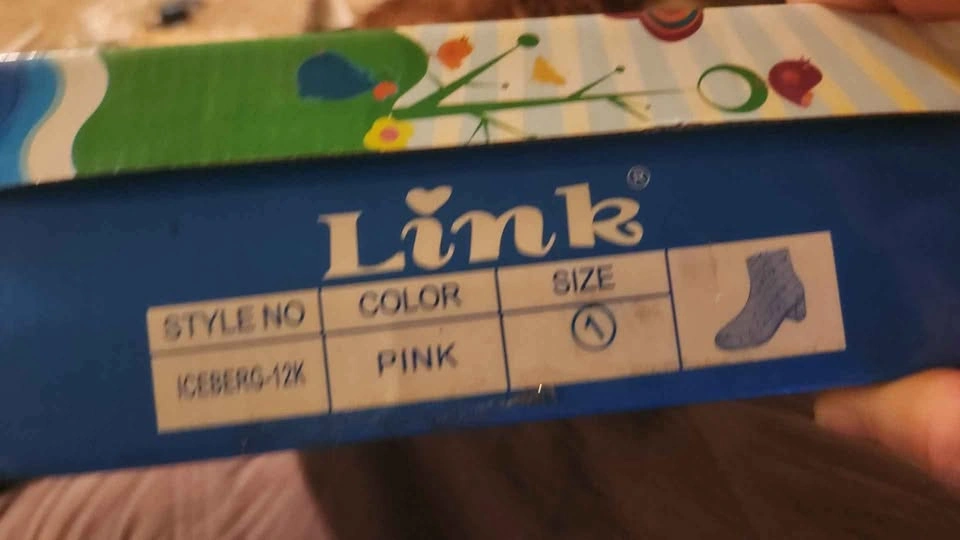 Link®
STYLE NO COLOR SIZE
ICEBERG-12K PINK 1